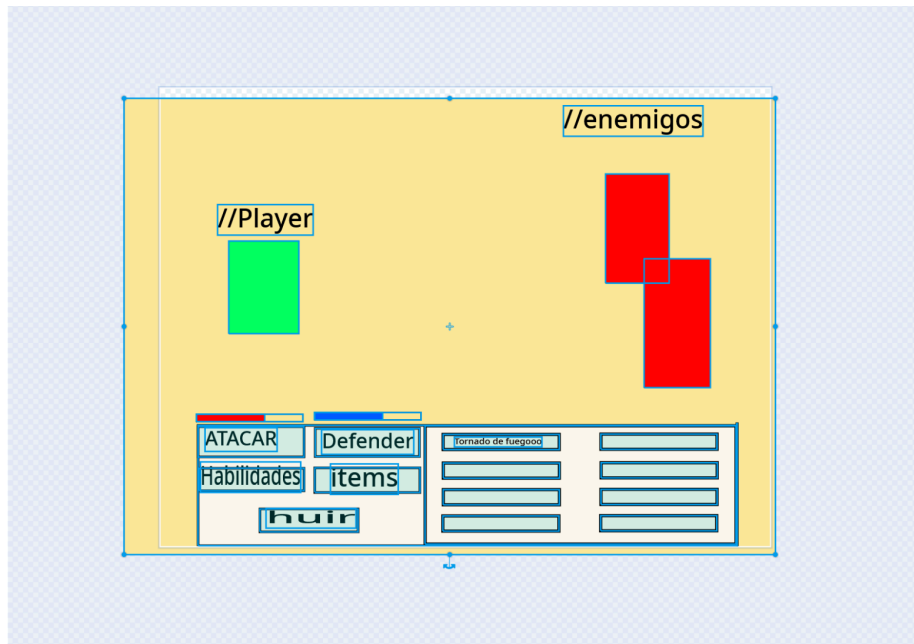 //enemigos
//Player
ATACAR
Defender
Tornado de fuegooo
Habilidades
items
huir